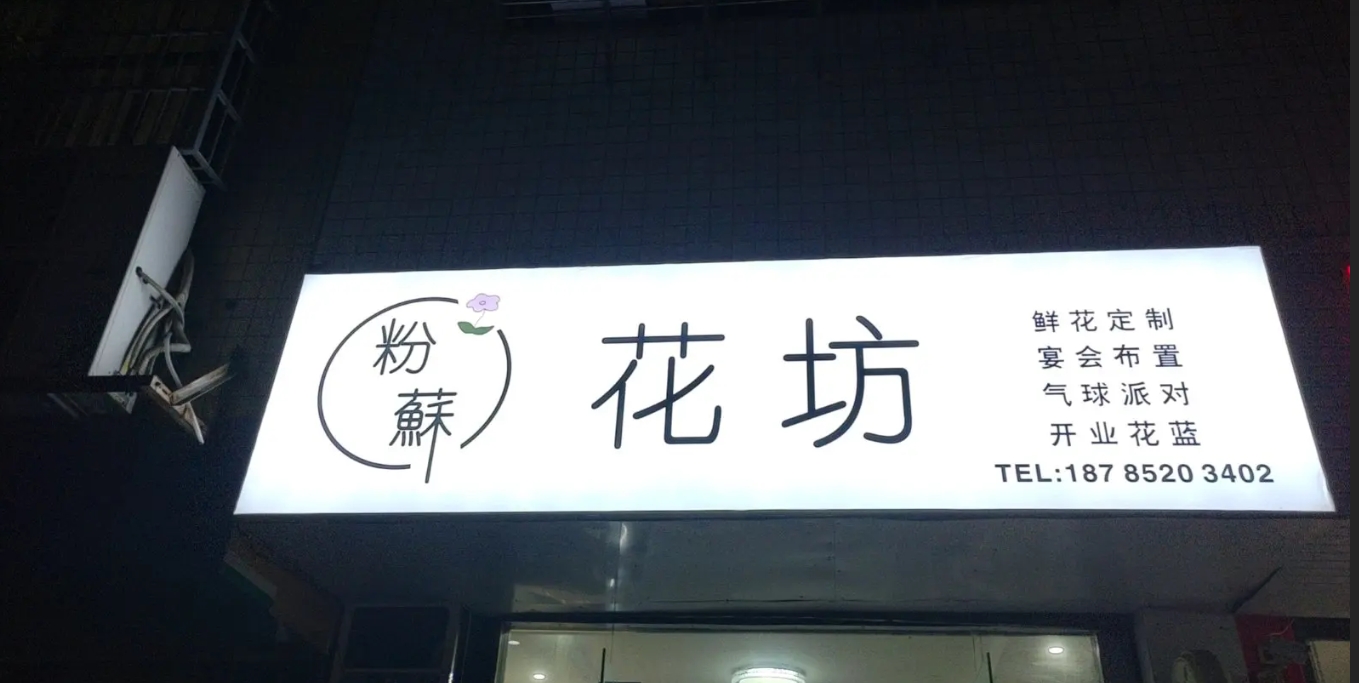 粉
蘇
花坊
鲜花定制
宴会布置
气球派对
开业花蓝
TEL:187 8520 3402